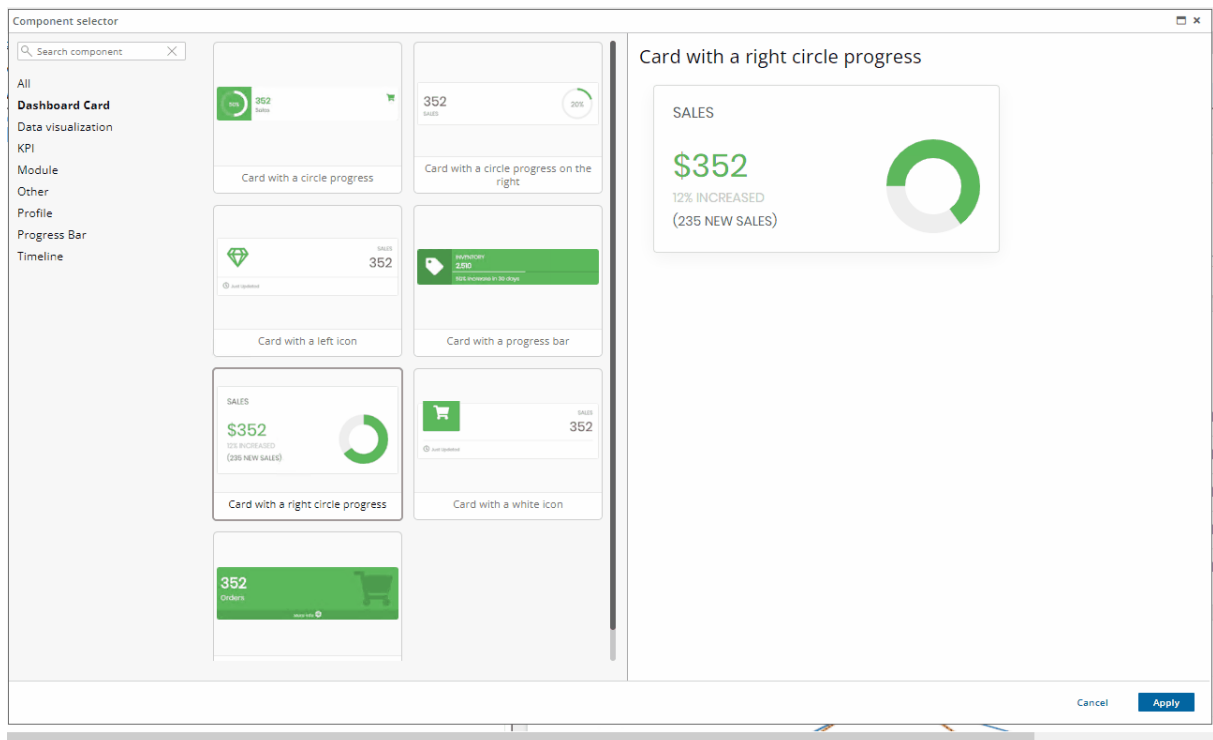 Component selector
Search component
All
Dashboard Card
Data visualization
KPI
Module
Other
Profile
Progress Bar
Timeline
352
Sales
Card with a circle progress
352
SALES
20%
Card with a circle progress on the
right
SALES
352
Just Updated
Card with a left icon
INVENTORY
2,510
Card with a progress bar
SALES
$352
12% INCREASED
(235 NEW SALES)
Card with a right circle progress
SALES
352
Just Updated
Card with a white icon
352
Orders
More Info
Card with a right circle progress
SALES
$352
12% INCREASED
(235 NEW SALES)
Cancel
Apply